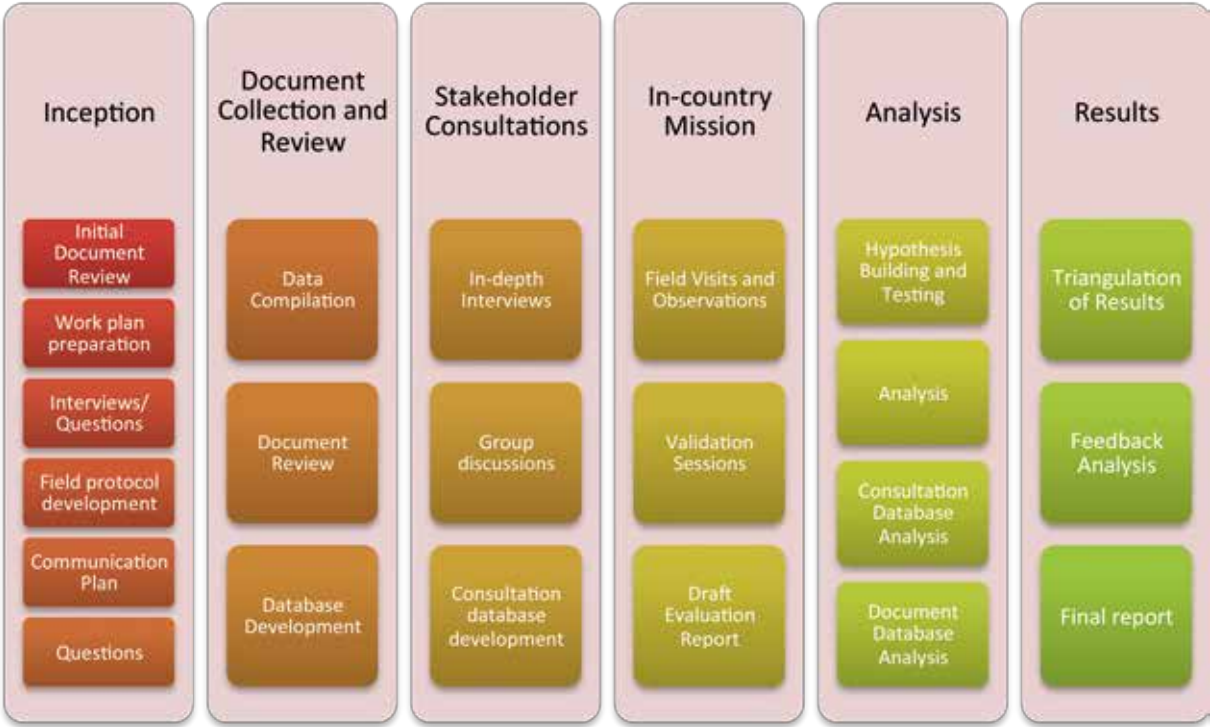 Inception
Initial
Document
Review
Work plan
preparation
Interviews/
Questions
Field protocol
development
Communication
Plan
Questions
Document
Collection and
Review
Data
Compilation
Document
Review
Database
Development
Stakeholder
Consultations
In-depth
Interviews
Group
discussions
Consultation
database
development
In-country
Mission
Field Visits and
Observations
Validation
Sessions
Draft
Evaluation
Report
Analysis
Hypothesis
Building and
Testing
Analysis
Consultation
Database
Analysis
Document
Database
Analysis
Results
Triangulation
of Results
Feedback
Analysis
Final report